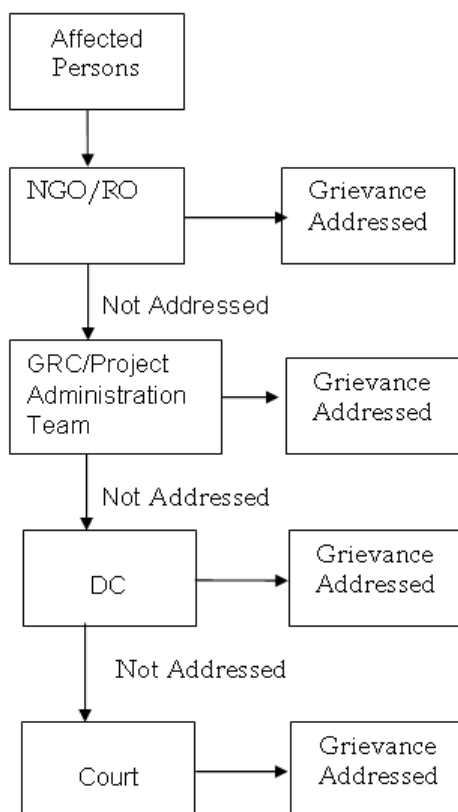 Affected
Persons
NGO/RO
Grievance
Addressed
Not Addressed
GRC/Project
Administration
Team
Grievance
Addressed
Not Addressed
DC
Grievance
Addressed
Not Addressed
Court
Grievance
Addressed